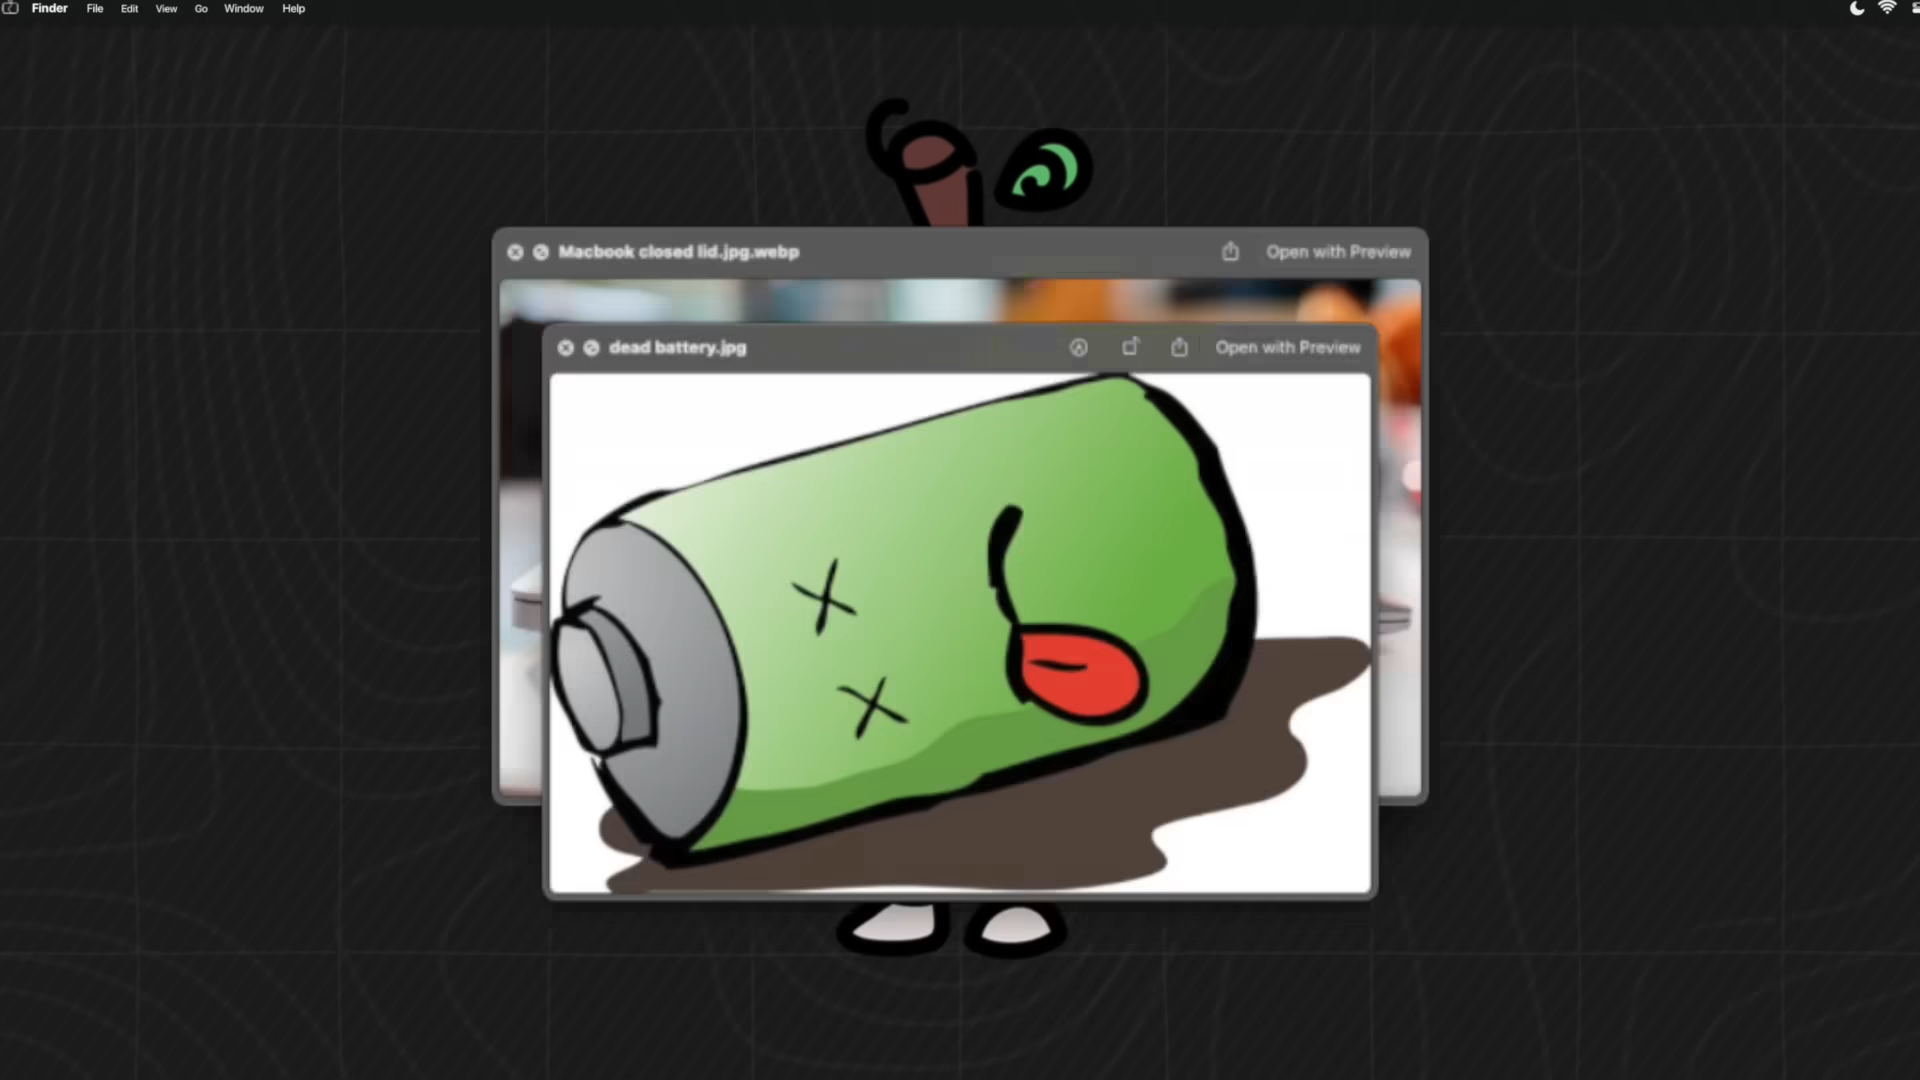 Finder File Edit View Go Window Help
Macbook closed lid.jpg.webp Open with Preview
dead battery.jpg Open with Preview